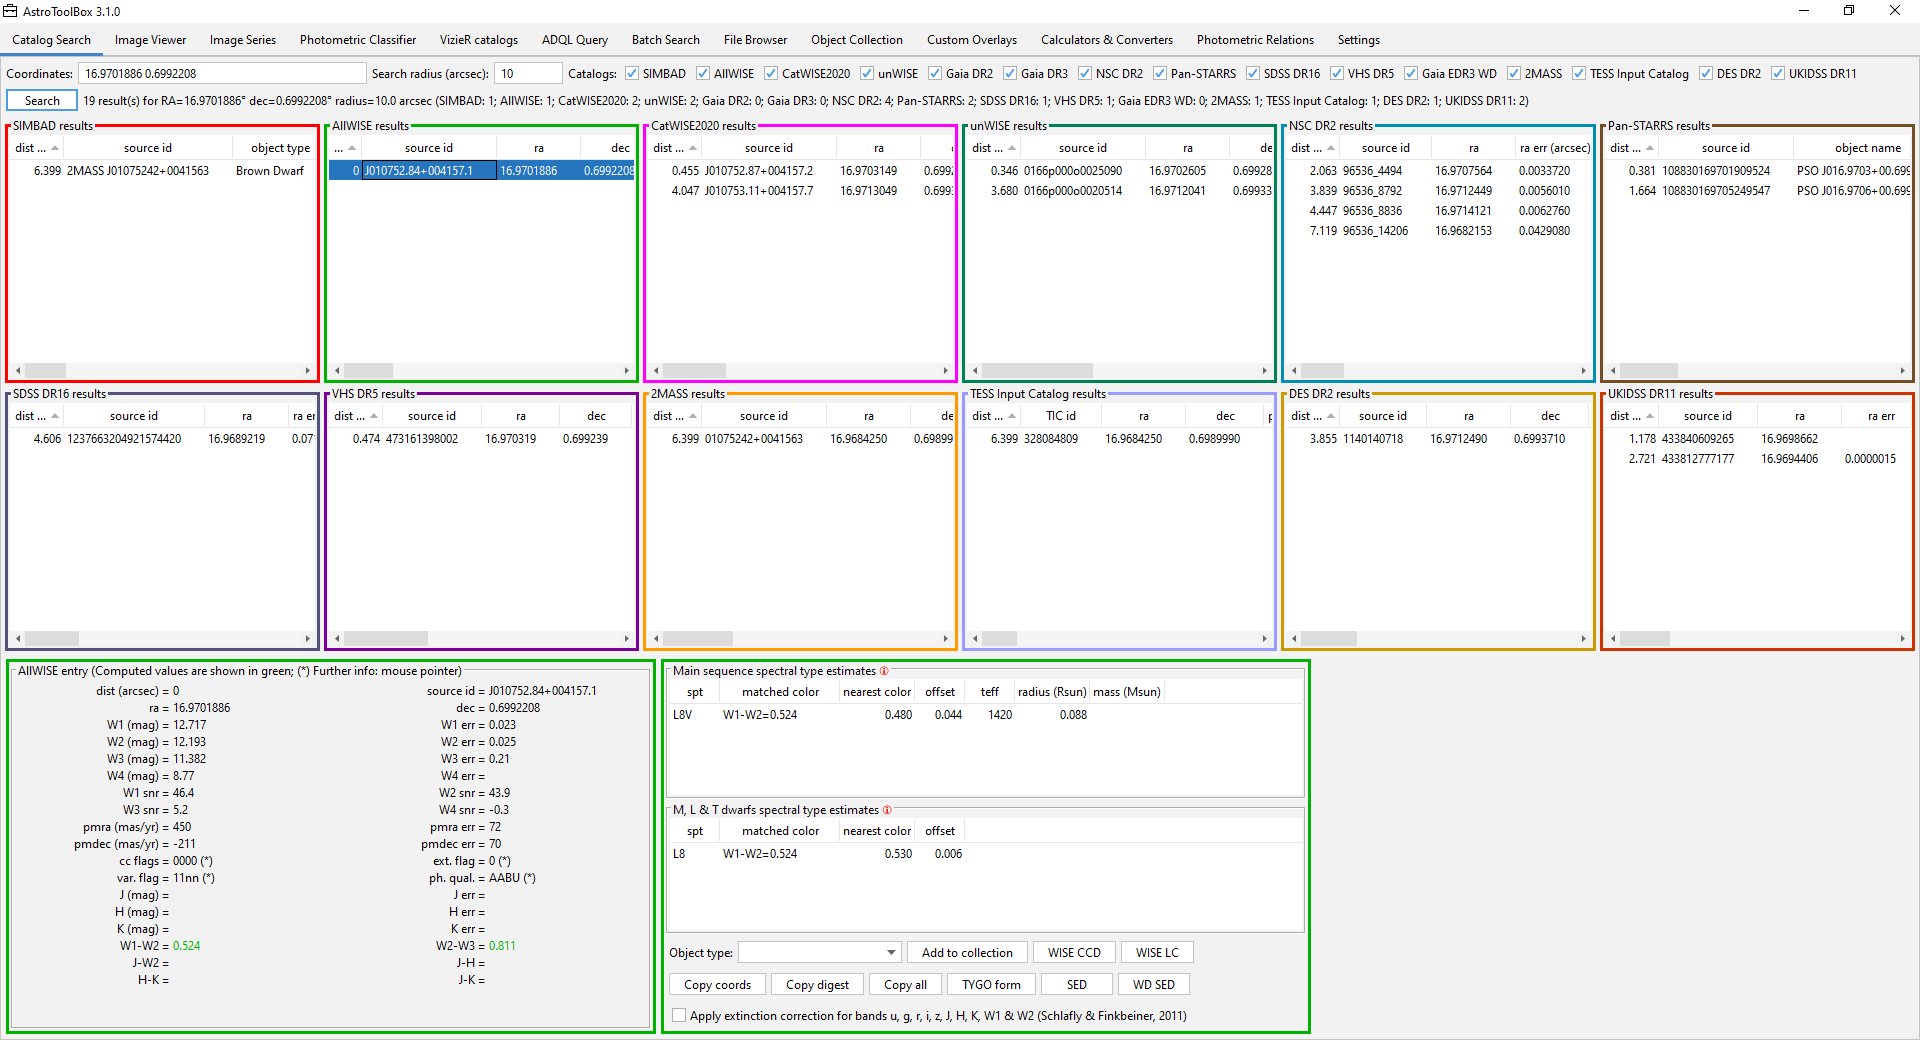 AstroToolBox 3.1.0
Catalog Search Image Viewer Image Series Photometric Classifier VizieR catalogs ADQL Query Batch Search File Browser Object Collection Custom Overlays Calculators & Converters Photometric Relations Settings
Coordinates: 16.9701886 0.6992208 Search radius (arcsec): 10 Catalogs: SIMBAD AllWISE CatWISE2020 unWISE Gaia DR2 Gaia DR3 NSC DR2 Pan-STARRS SDSS DR16 VHS DR5 Gaia EDR3 WD 2MASS TESS Input Catalog DES DR2 UKIDSS DR11
Search 19 result(s) for RA=16.9701886° dec=0.6992208° radius=10.0 arcsec (SIMBAD: 1; AllWISE: 1; CatWISE2020: 2; unWISE: 2; Gaia DR2: 0; Gaia DR3: 0; NSC DR2: 4; Pan-STARRS: 2; SDSS DR16: 1; VHS DR5: 1; Gaia EDR3 WD: 0; 2MASS: 1; TESS Input Catalog: 1; DES DR2: 1; UKIDSS DR11: 2)
SIMBAD results
dist ... source id object type
6.399 2MASS J01075242+0041563 Brown Dwarf
AllWISE results
... source id ra dec
0 J010752.84+004157.1 16.9701886 0.6992208
CatWISE2020 results
dist ... source id ra
0.455 J010752.87+004157.2 16.9703149 0.699
4.047 J010753.11+004157.7 16.9713049 0.699
unWISE results
dist ... source id ra de
0.346 0166p000o0025090 16.9702605 0.69928
3.680 0166p000o0020514 16.9712041 0.69933
NSC DR2 results
dist ... source id ra ra err (arcsec)
2.063 96536_4494 16.9707564 0.0033720
3.839 96536_8792 16.9712449 0.0056010
4.447 96536_8836 16.9714121 0.0062760
7.119 96536_14206 16.9682153 0.0429080
Pan-STARRS results
dist ... source id object name
0.381 108830169701909524 PSO J016.9703+00.699
1.664 108830169705249547 PSO J016.9706+00.699
SDSS DR16 results
dist ... source id ra ra er
4.606 1237663204921574420 16.9689219 0.07
VHS DR5 results
dist ... source id ra dec
0.474 473161398002 16.970319 0.699239
2MASS results
dist ... source id ra de
6.399 01075242+0041563 16.9684250 0.69899
TESS Input Catalog results
dist ... TIC id ra dec p
6.399 328084809 16.9684250 0.6989990
DES DR2 results
dist ... source id ra dec
3.855 1140140718 16.9712490 0.6993710
UKIDSS DR11 results
dist ... source id ra ra err
1.178 433840609265 16.9698662
2.721 433812777177 16.9694406 0.0000015
AllWISE entry (Computed values are shown in green; (*) Further info: mouse pointer)
dist (arcsec) = 0 source id = J010752.84+004157.1
ra = 16.9701886 dec = 0.6992208
W1 (mag) = 12.717 W1 err = 0.023
W2 (mag) = 12.193 W2 err = 0.025
W3 (mag) = 11.382 W3 err = 0.21
W4 (mag) = 8.77 W4 err =
W1 snr = 46.4 W2 snr = 43.9
W3 snr = 5.2 W4 snr = -0.3
pmra (mas/yr) = 450 pmra err = 72
pmdec (mas/yr) = -211 pmdec err = 70
cc flags = 0000 (*) ext. flag = 0 (*)
var. flag = 11nn (*) ph. qual. = AABU (*)
J (mag) = J err =
H (mag) = H err =
K (mag) = K err =
W1-W2 = 0.524 W2-W3 = 0.811
J-W2 = J-H =
H-K = J-K =
Main sequence spectral type estimates
spt matched color nearest color offset teff radius (Rsun) mass (Msun)
L8V W1-W2=0.524 0.480 0.044 1420 0.088
M, L & T dwarfs spectral type estimates
spt matched color nearest color offset
L8 W1-W2=0.524 0.530 0.006
Object type: Add to collection WISE CCD WISE LC
Copy coords Copy digest Copy all TYGO form SED WD SED
Apply extinction correction for bands u, g, r, i, z, J, H, K, W1 & W2 (Schlafly & Finkbeiner, 2011)